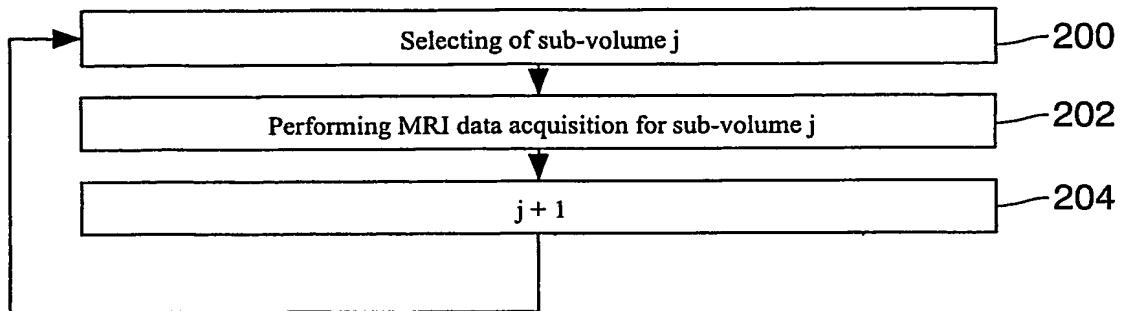 Selecting of sub-volume j
200
Performing MRI data acquisition for sub-volume j
202
j + 1
204